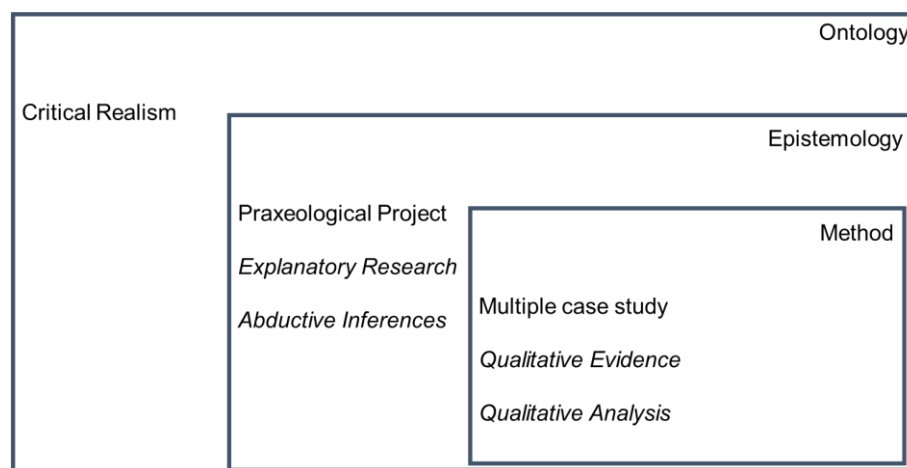 Ontology
Critical Realism
Epistemology
Praxeological Project
Explanatory Research
Abductive Inferences
Method
Multiple case study
Qualitative Evidence
Qualitative Analysis